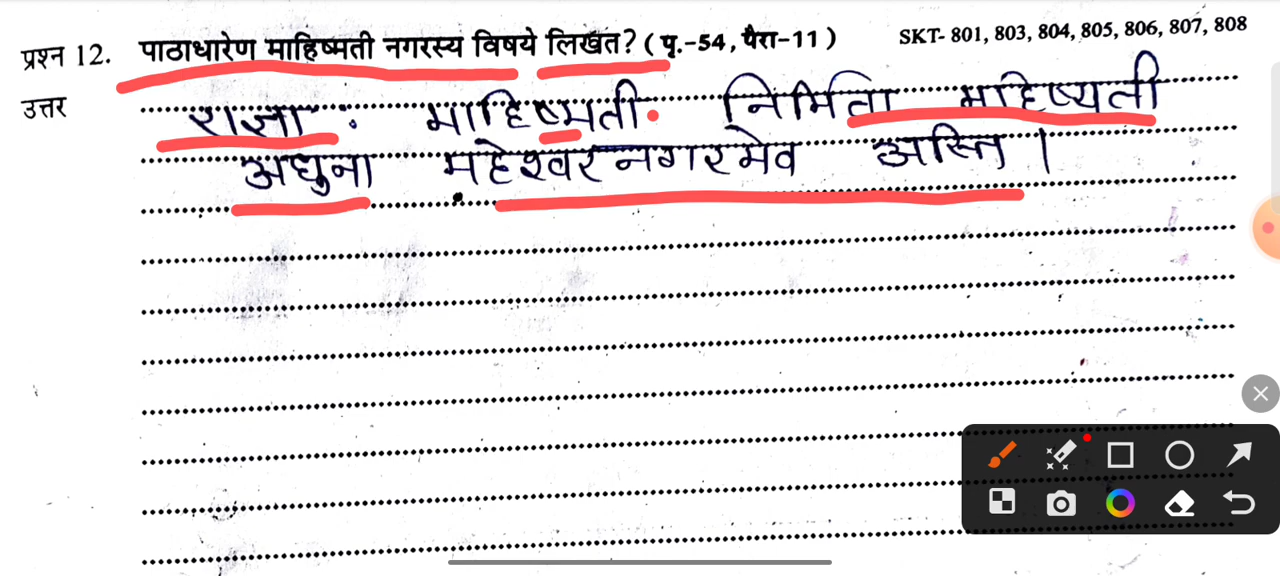 प्रश्न 12. पाठाधारेण माहिष्मती नगरस्य विषये लिखत? (पृ.-54, पैरा-11) SKT- 801, 803, 804, 805, 806, 807, 808
उत्तर राज्ञा : माहिष्मती निर्मिता माहिष्यती
अधुना महेश्वरनगरमेव अस्ति।